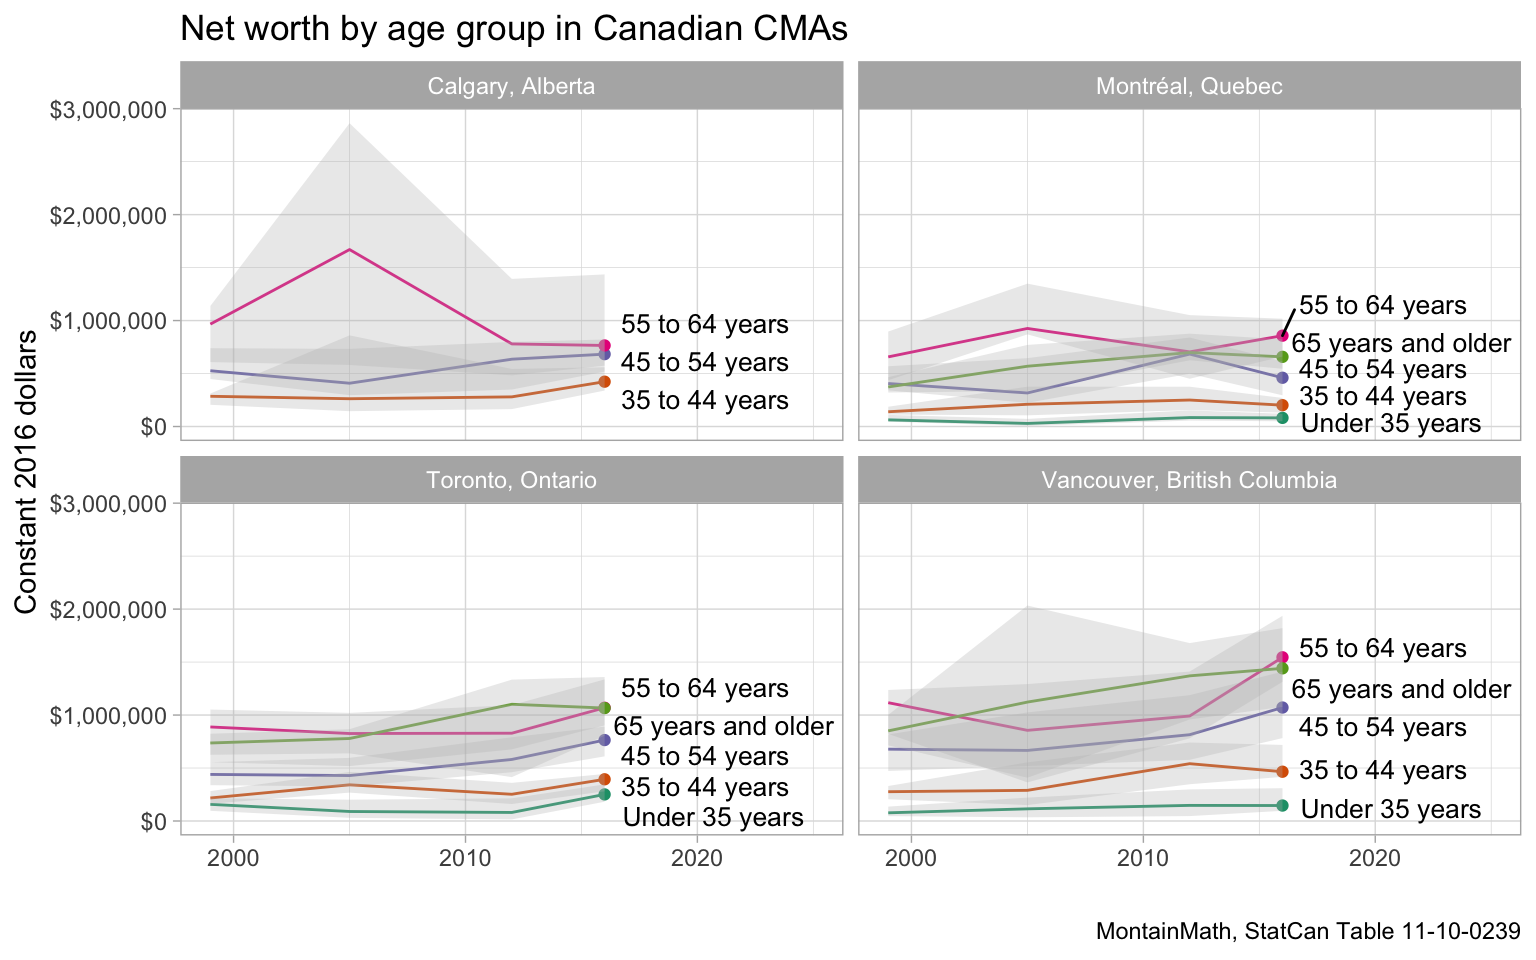 Net worth by age group in Canadian CMAs
Constant 2016 dollars
Calgary, Alberta
$3,000,000
$2,000,000
$1,000,000
$0
55 to 64 years
45 to 54 years
35 to 44 years
Montréal, Quebec
55 to 64 years
65 years and older
45 to 54 years
35 to 44 years
Under 35 years
Toronto, Ontario
$3,000,000
$2,000,000
$1,000,000
$0
55 to 64 years
65 years and older
45 to 54 years
35 to 44 years
Under 35 years
2000
2010
2020
Vancouver, British Columbia
55 to 64 years
65 years and older
45 to 54 years
35 to 44 years
Under 35 years
2000
2010
2020
MontainMath, StatCan Table 11-10-0239